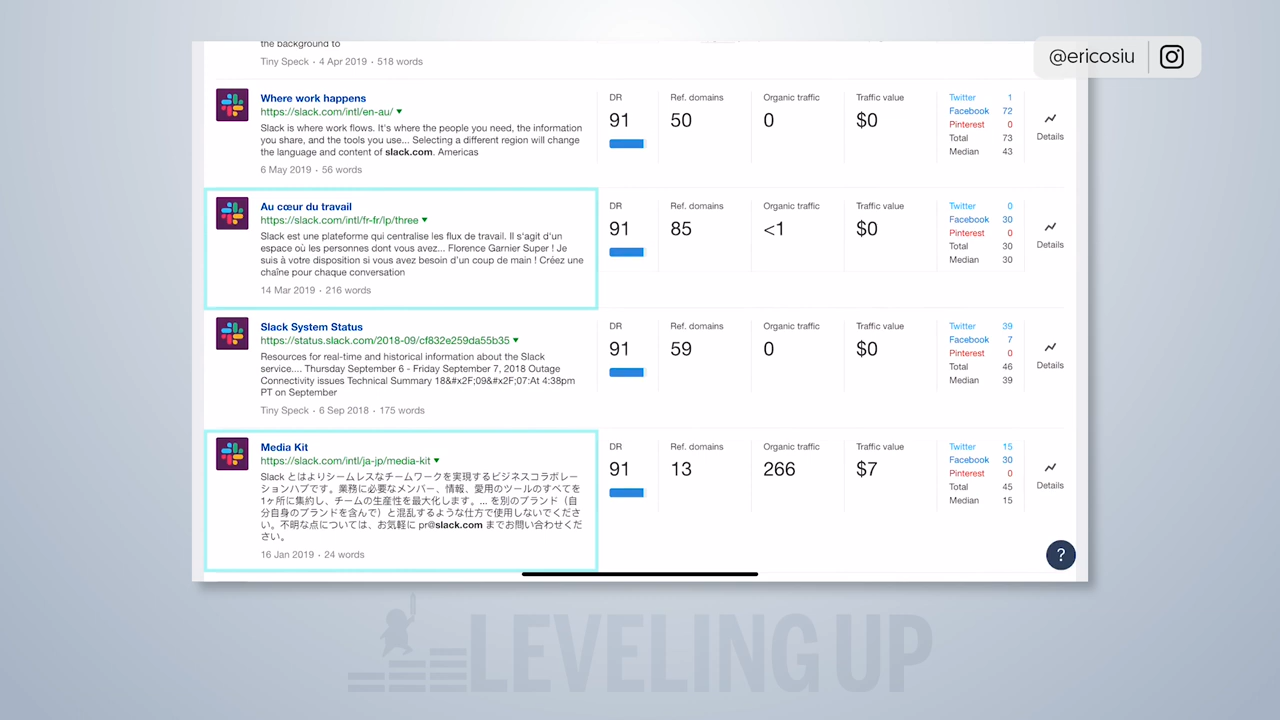 @ericosiu
the background to
Tiny Speck · 4 Apr 2019 · 518 words
Where work happens
https://slack.com/intl/en-au/
Slack is where work flows. It's where the people you need, the information
you share, and the tools you use... Selecting a different region will change
the language and content of slack.com. Americas
6 May 2019 · 56 words
DR
91
Ref. domains
50
Organic traffic
0
Traffic value
$0
Twitter 1
Facebook 72
Pinterest 0
Total 73
Median 43
Details
Au cœur du travail
https://slack.com/intl/fr-fr/lp/three
Slack est une plateforme qui centralise les flux de travail. Il s'agit d'un
espace où les personnes dont vous avez... Florence Garnier Super ! Je
suis à votre disposition si vous avez besoin d'un coup de main ! Créez une
chaîne pour chaque conversation
14 Mar 2019 · 216 words
DR
91
Ref. domains
85
Organic traffic
<1
Traffic value
$0
Twitter 0
Facebook 30
Pinterest 0
Total 30
Median 30
Details
Slack System Status
https://status.slack.com/2018-09/cf832e259da55b35
Resources for real-time and historical information about the Slack
service.... Thursday September 6 - Friday September 7, 2018 Outage
Connectivity issues Technical Summary 18&#x2F;09&#x2F;07:At 4:38pm
PT on September
Tiny Speck · 6 Sep 2018 · 175 words
DR
91
Ref. domains
59
Organic traffic
0
Traffic value
$0
Twitter 39
Facebook 7
Pinterest 0
Total 46
Median 39
Details
Media Kit
https://slack.com/intl/ja-jp/media-kit
Slack とはよりシームレスなチームワークを実現するビジネスコラボレー
ションハブです。業務に必要なメンバー、情報、愛用のツールのすべてを
1ヶ所に集約し、チームの生産性を最大化します。... を別のブランド（自
分自身のブランドを含んで）と混乱するような仕方で使用しないでくださ
い。不明な点については、お気軽に pr@slack.com までお問い合わせくだ
さい。
16 Jan 2019 · 24 words
DR
91
Ref. domains
13
Organic traffic
266
Traffic value
$7
Twitter 15
Facebook 30
Pinterest 0
Total 45
Median 15
Details
?
LEVELING UP